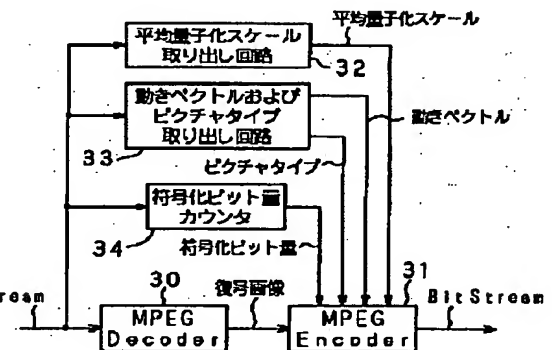 平均量子化スケール
平均量子化スケール
取り出し回路
32
動きベクトルおよび
ピクチャタイプ
取り出し回路
33
動きベクトル
ピクチャタイプ
符号化ビット量
カウンタ
34
符号化ビット量
30
復号画像
31
ream
MPEG
Decoder
MPEG
Encoder
BitStream